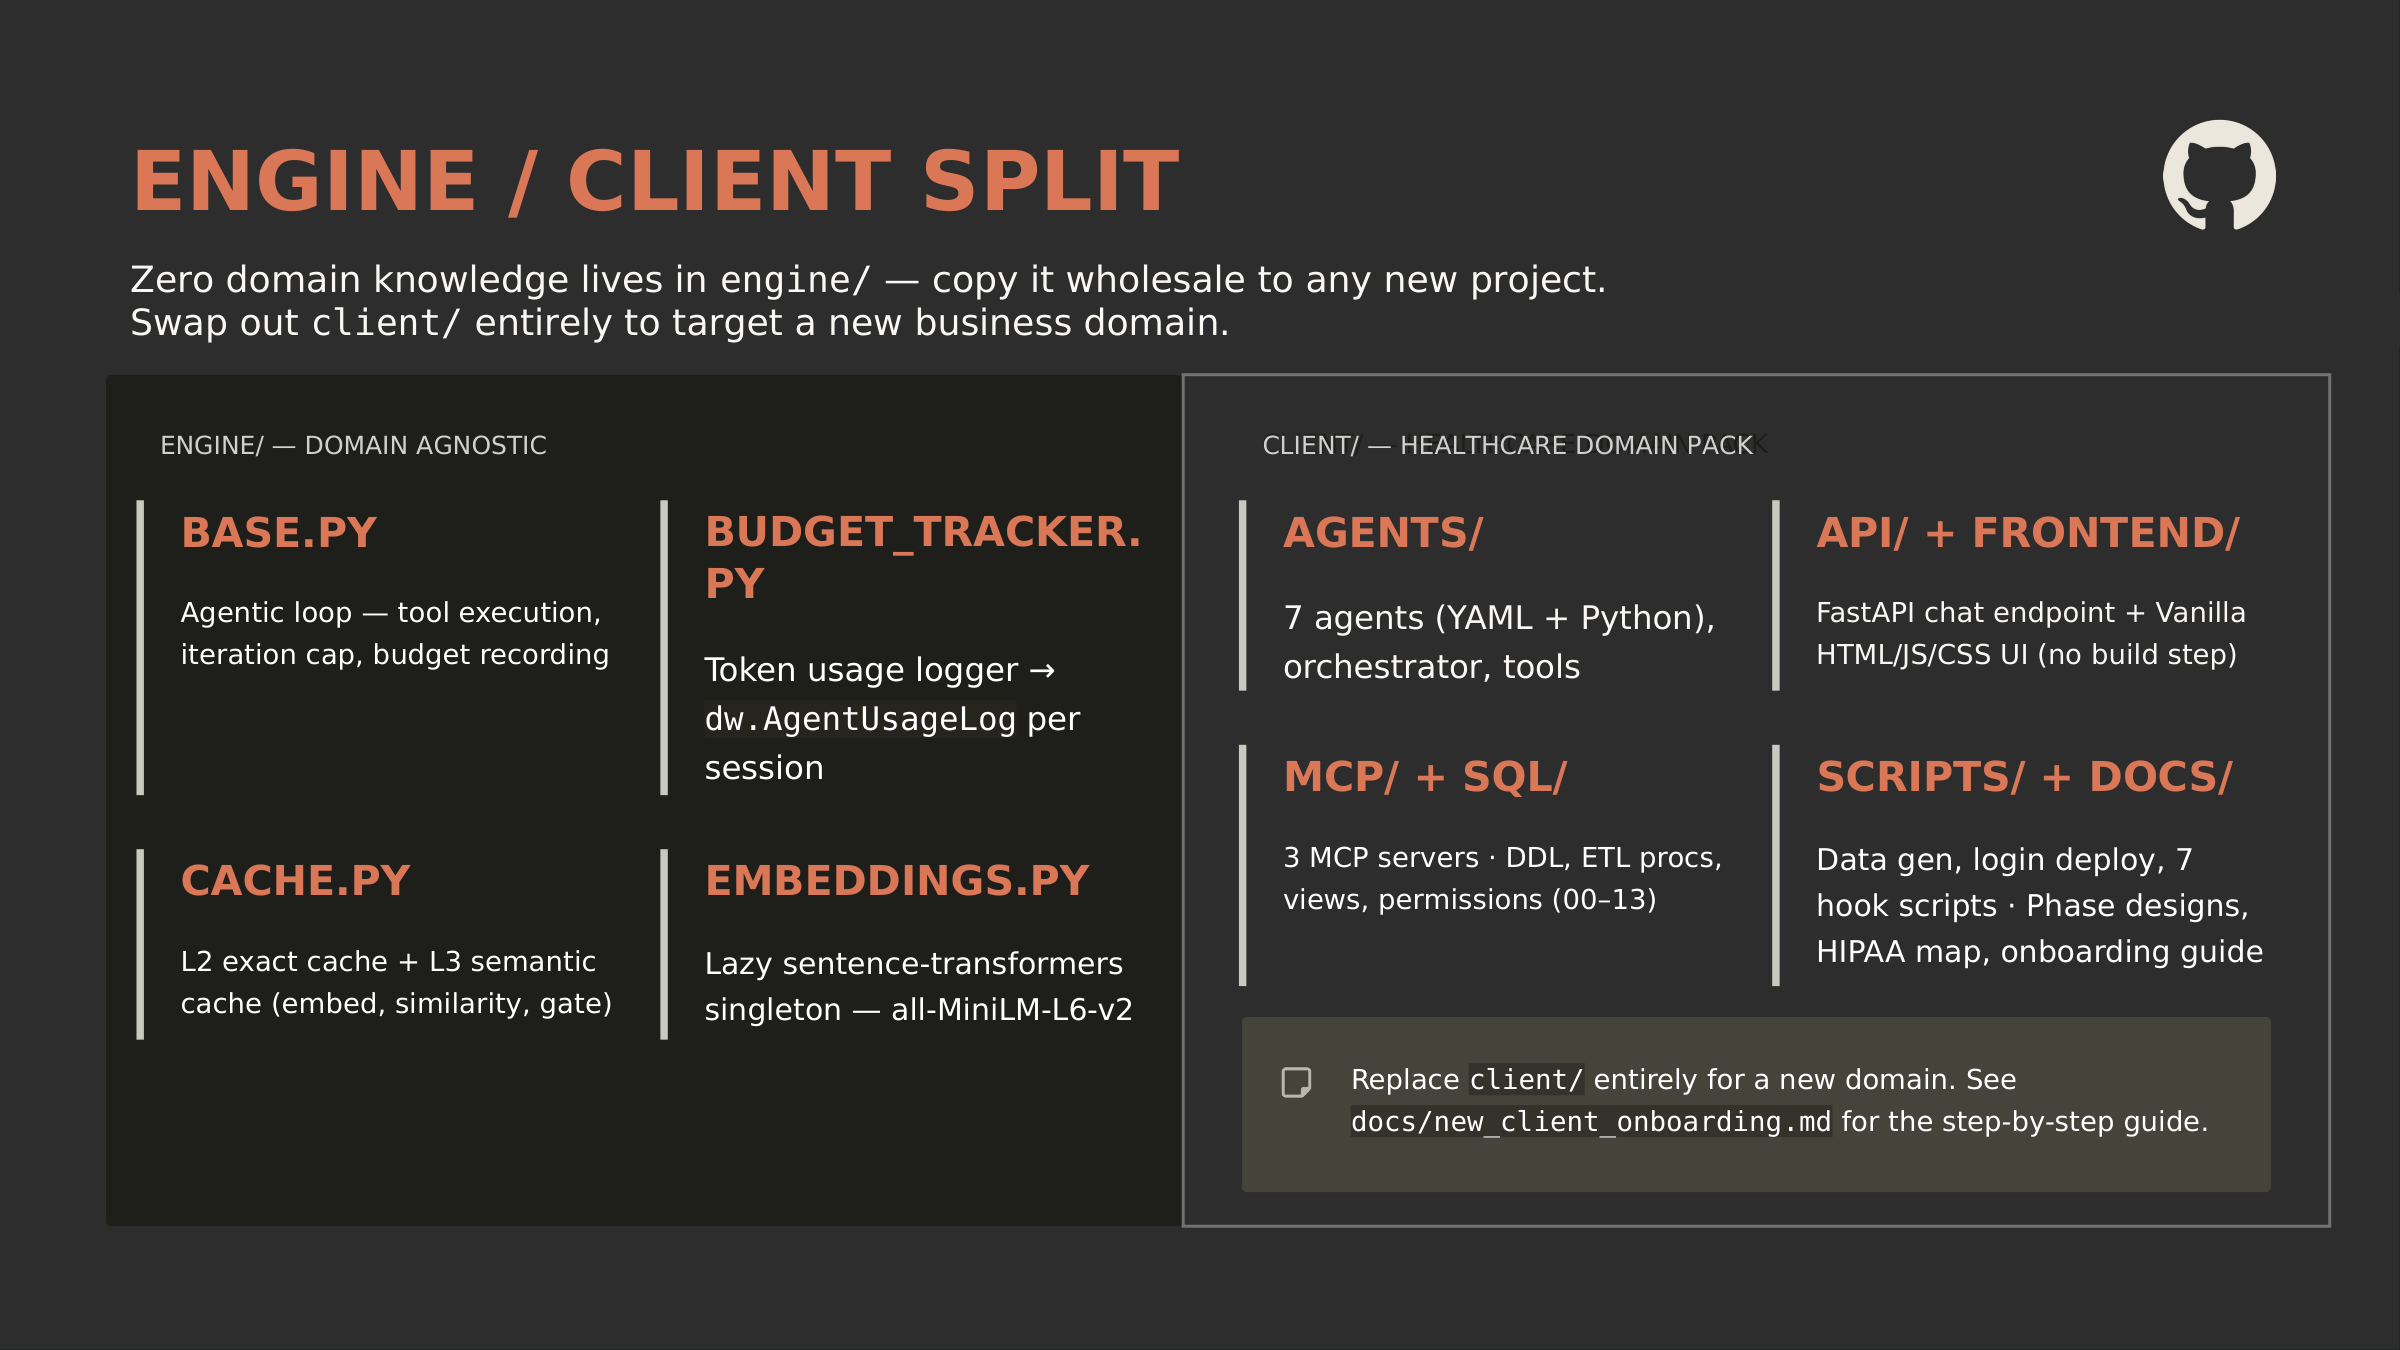 ENGINE / CLIENT SPLIT
Zero domain knowledge lives in engine/ — copy it wholesale to any new project.
Swap out client/ entirely to target a new business domain.
ENGINE/ — DOMAIN AGNOSTIC
BASE.PY
Agentic loop — tool execution,
iteration cap, budget recording
BUDGET_TRACKER.
PY
Token usage logger →
dw.AgentUsageLog per
session
CACHE.PY
L2 exact cache + L3 semantic
cache (embed, similarity, gate)
EMBEDDINGS.PY
Lazy sentence-transformers
singleton — all-MiniLM-L6-v2
CLIENT/ — HEALTHCARE DOMAIN PACK
AGENTS/
7 agents (YAML + Python),
orchestrator, tools
API/ + FRONTEND/
FastAPI chat endpoint + Vanilla
HTML/JS/CSS UI (no build step)
MCP/ + SQL/
3 MCP servers · DDL, ETL procs,
views, permissions (00–13)
SCRIPTS/ + DOCS/
Data gen, login deploy, 7
hook scripts · Phase designs,
HIPAA map, onboarding guide
Replace client/ entirely for a new domain. See
docs/new_client_onboarding.md for the step-by-step guide.